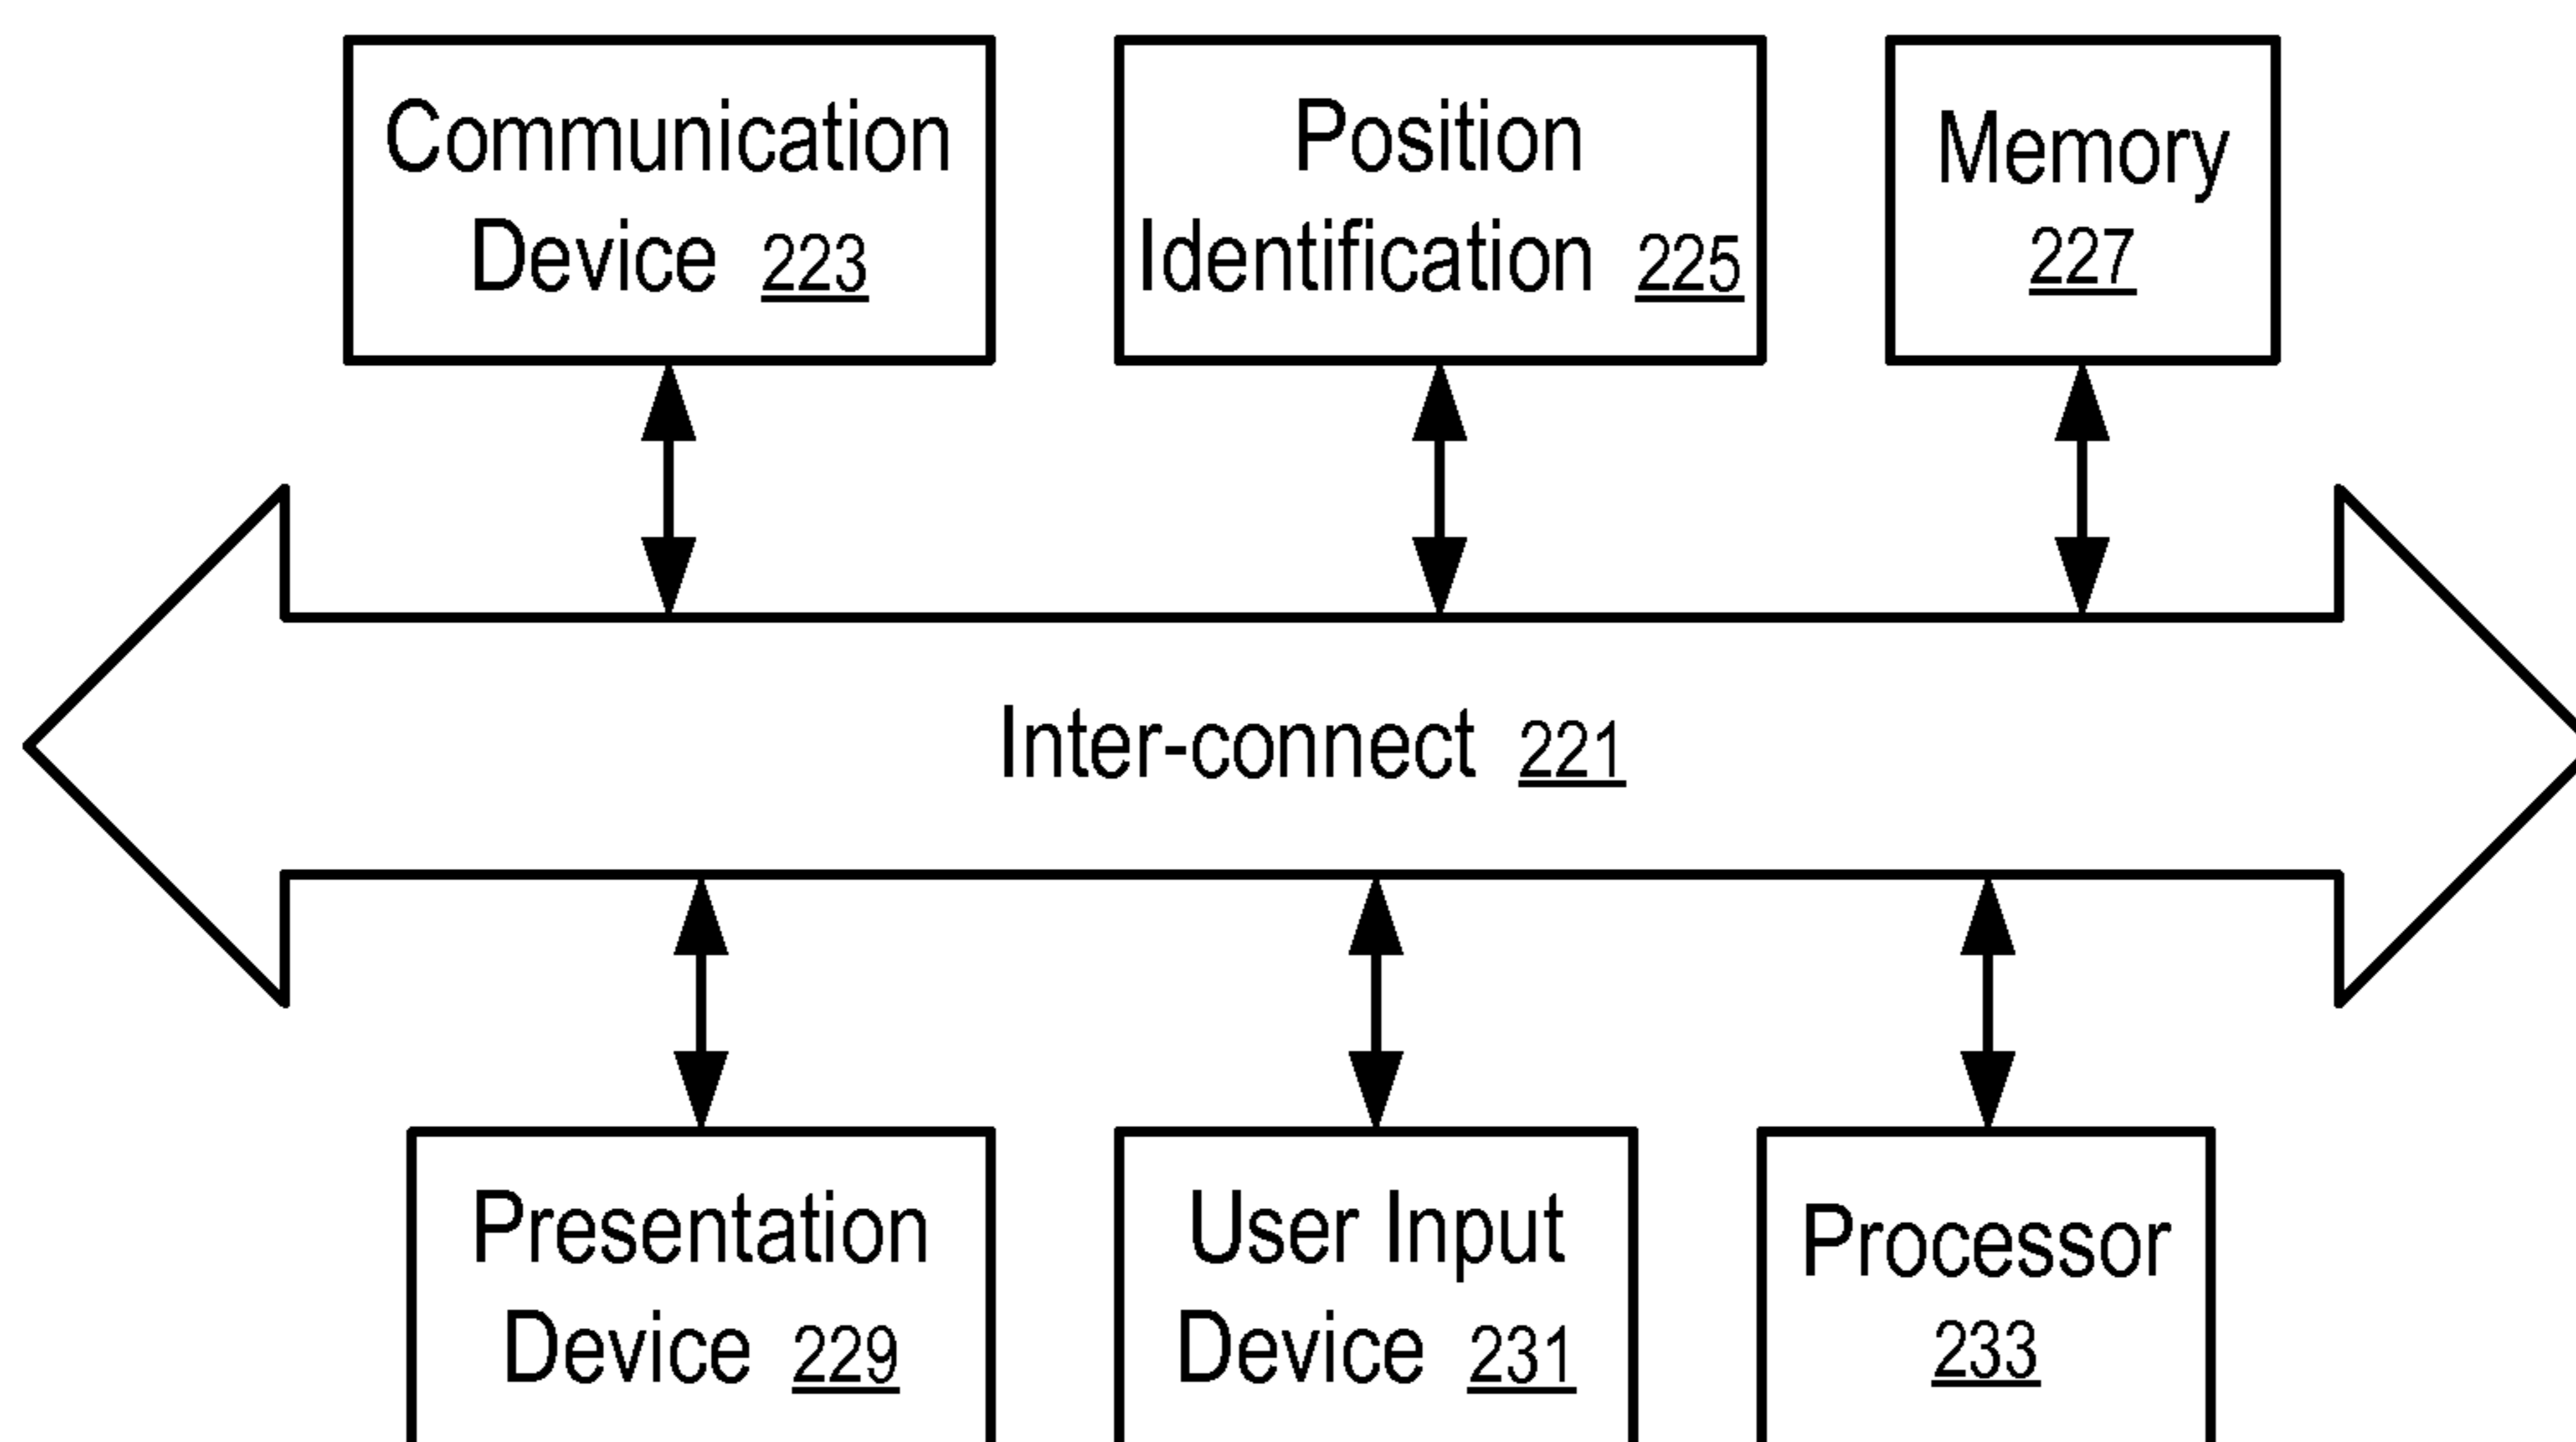 Communication
Device 223
Position
Identification 225
Memory
227
Inter-connect 221
Presentation
Device 229
User Input
Device 231
Processor
233